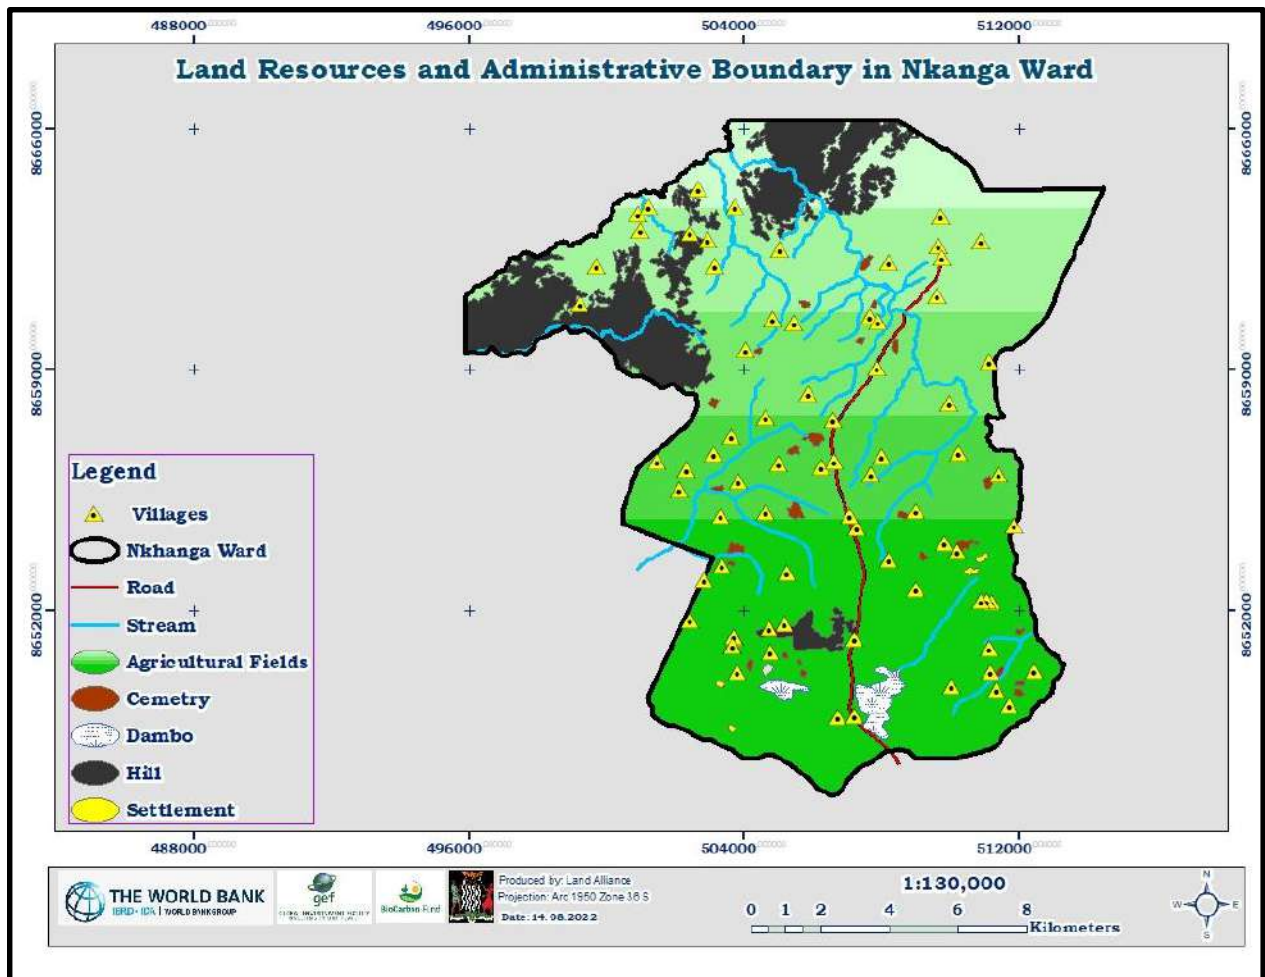 488000 496000 504000 512000
Land Resources and Administrative Boundary in Nkanga Ward
8666000 8666000
8659000 8659000
8652000 8652000
Legend
Villages
Nkhanga Ward
Road
Stream
Agricultural Fields
Cemetry
Dambo
Hill
Settlement
488000 496000 504000 512000
THE WORLD BANK
IBRD • IDA | WORLD BANK GROUP
gef
BioCarbon Fund
Produced by: Land Alliance
Projection: Arc 1950 Zone 36 S
Date: 14.08.2022
1:130,000
0 1 2 4 6 8
Kilometers
N
W E
S